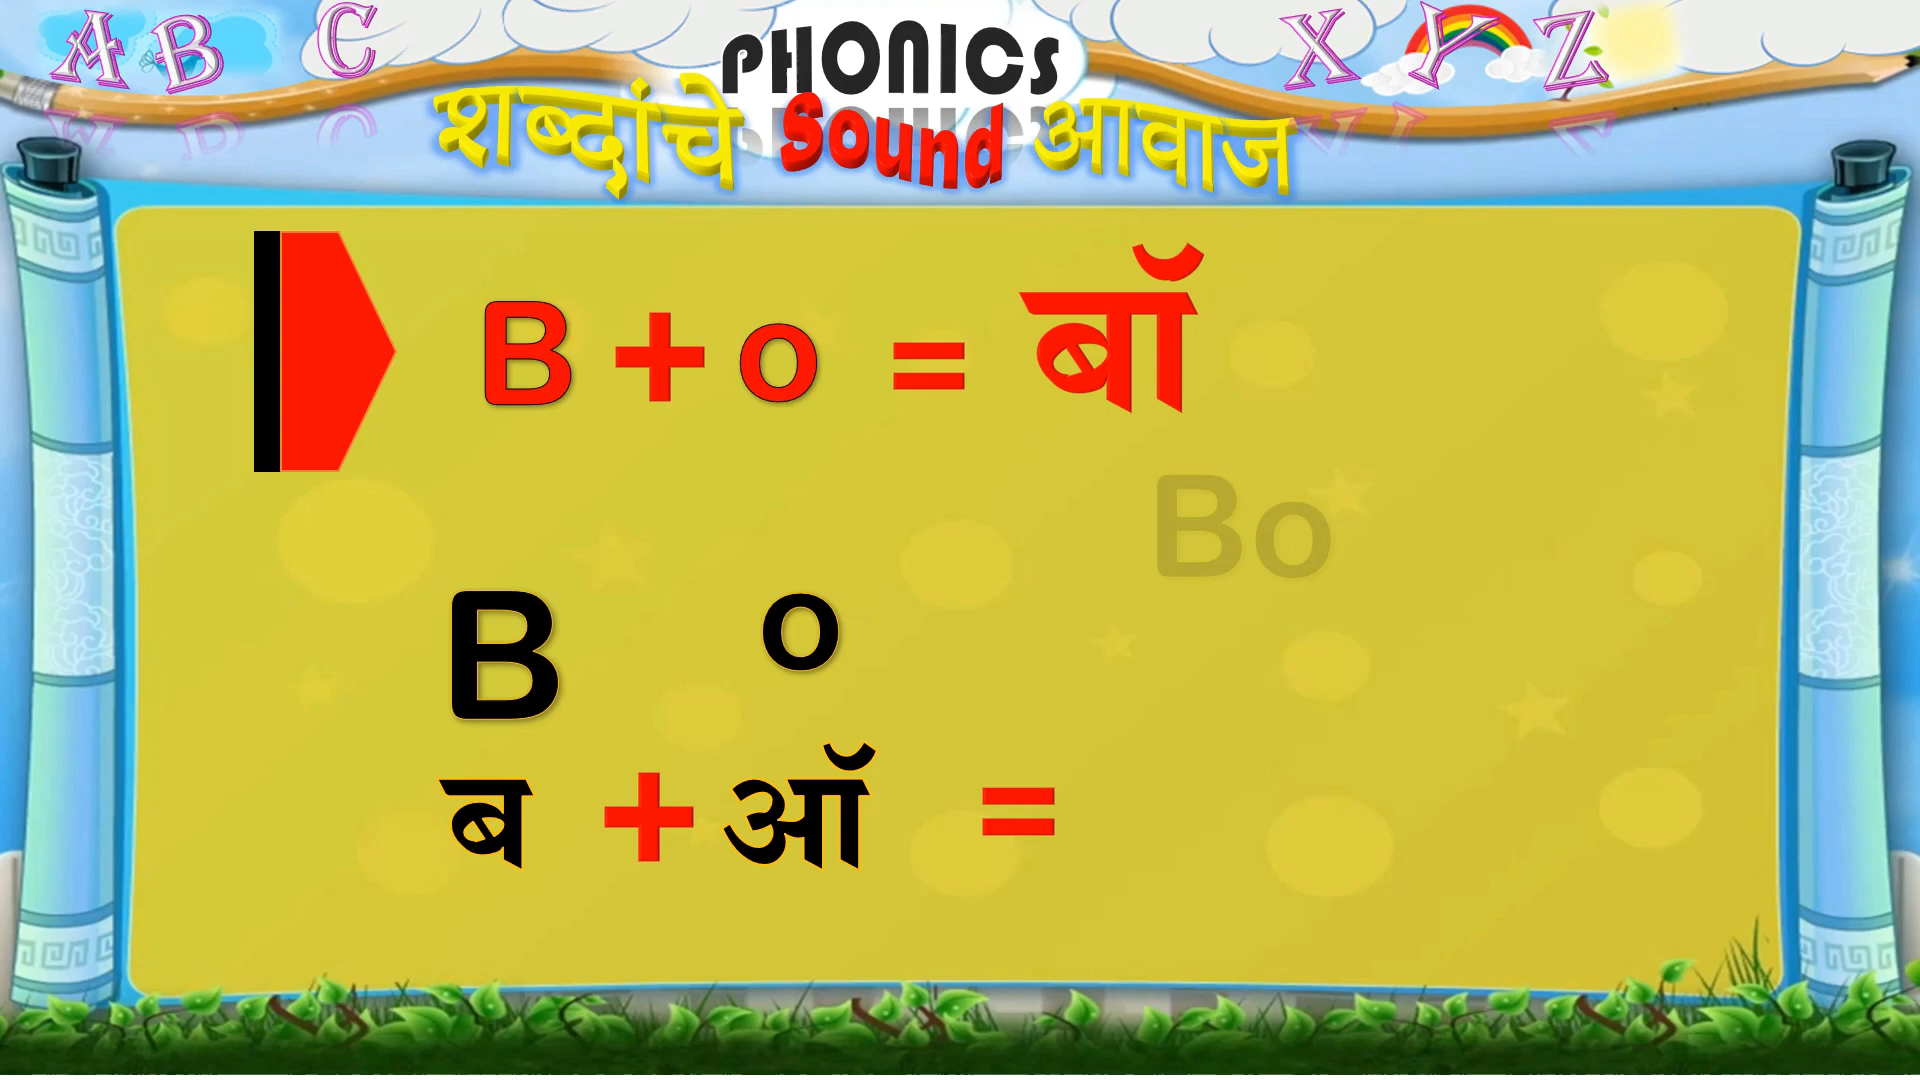 A B C PHONICS X Y Z
शब्दांचे Sound आवाज
B + o = बॉ
Bo
B o
ब + ऑ =